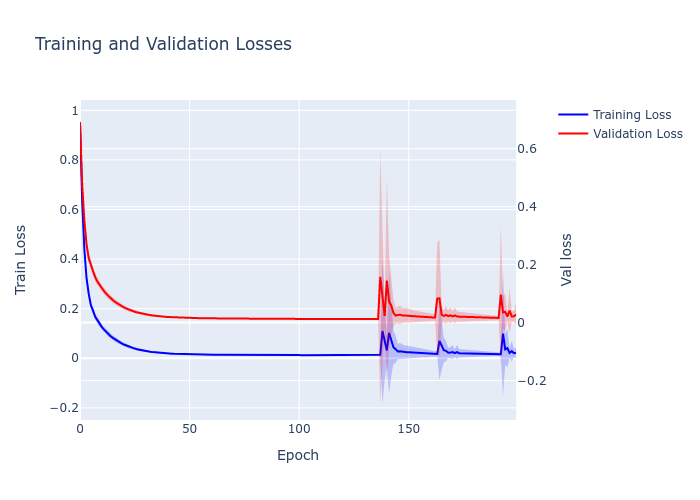 Training and Validation Losses
Training Loss
Validation Loss
Train Loss
1
0.8
0.6
0.4
0.2
0
−0.2
Val loss
0.6
0.4
0.2
0
−0.2
0
50
100
150
Epoch